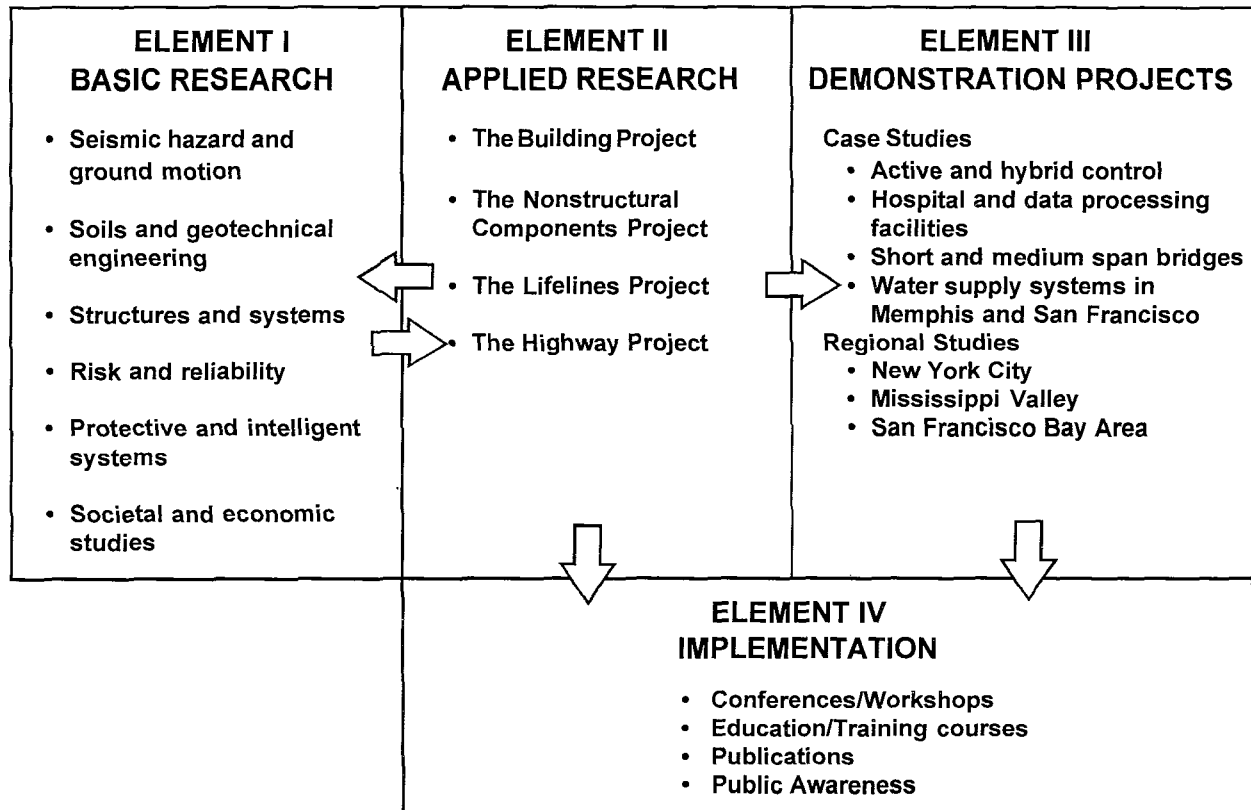 ELEMENT I
BASIC RESEARCH
• Seismic hazard and
ground motion
• Soils and geotechnical
engineering
• Structures and systems
• Risk and reliability
• Protective and intelligent
systems
• Societal and economic
studies
ELEMENT II
APPLIED RESEARCH
• The Building Project
• The Nonstructural
Components Project
• The Lifelines Project
• The Highway Project
ELEMENT III
DEMONSTRATION PROJECTS
Case Studies
• Active and hybrid control
• Hospital and data processing
facilities
• Short and medium span bridges
• Water supply systems in
Memphis and San Francisco
Regional Studies
• New York City
• Mississippi Valley
• San Francisco Bay Area
ELEMENT IV
IMPLEMENTATION
• Conferences/Workshops
• Education/Training courses
• Publications
• Public Awareness